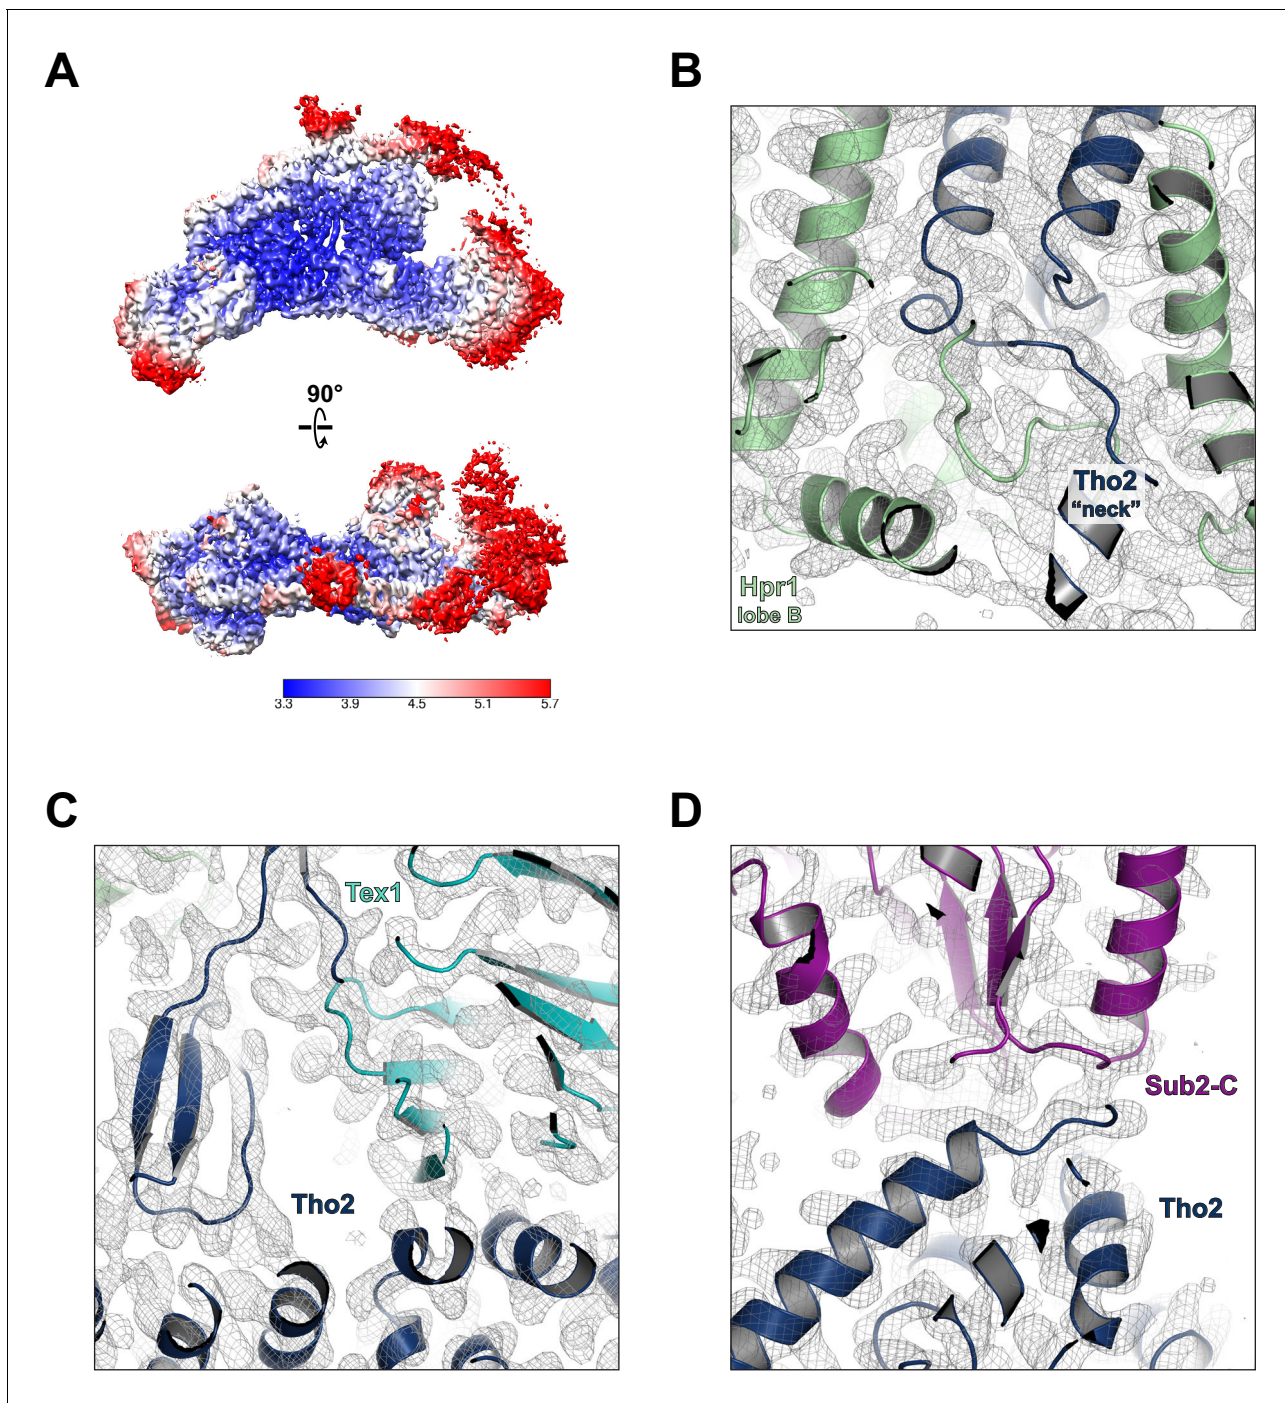 A
B
90°
3.3 3.9 4.5 5.1 5.7
Tho2
“neck”
Hpr1
lobe B
C
D
Tex1
Tho2
Sub2-C
Tho2